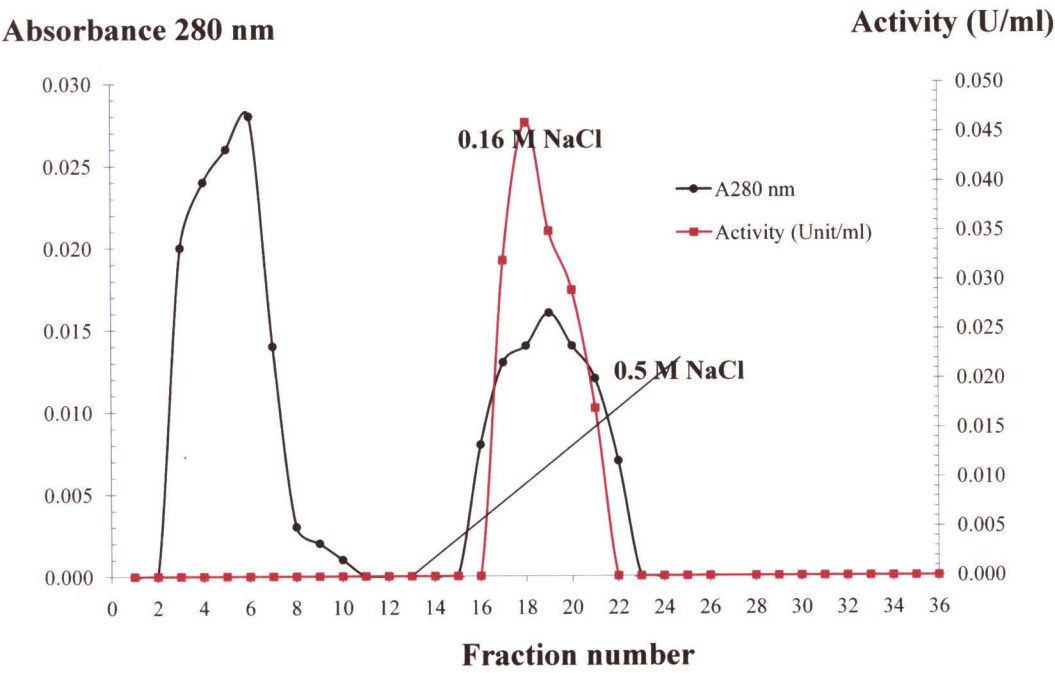 Absorbance 280 nm
Activity (U/ml)
0.030
0.025
0.020
0.015
0.010
0.005
0.000
0.050
0.045
0.040
0.035
0.030
0.025
0.020
0.015
0.010
0.005
0.000
0.16 M NaCl
A280 nm
Activity (Unit/ml)
0.5 M NaCl
0 2 4 6 8 10 12 14 16 18 20 22 24 26 28 30 32 34 36
Fraction number